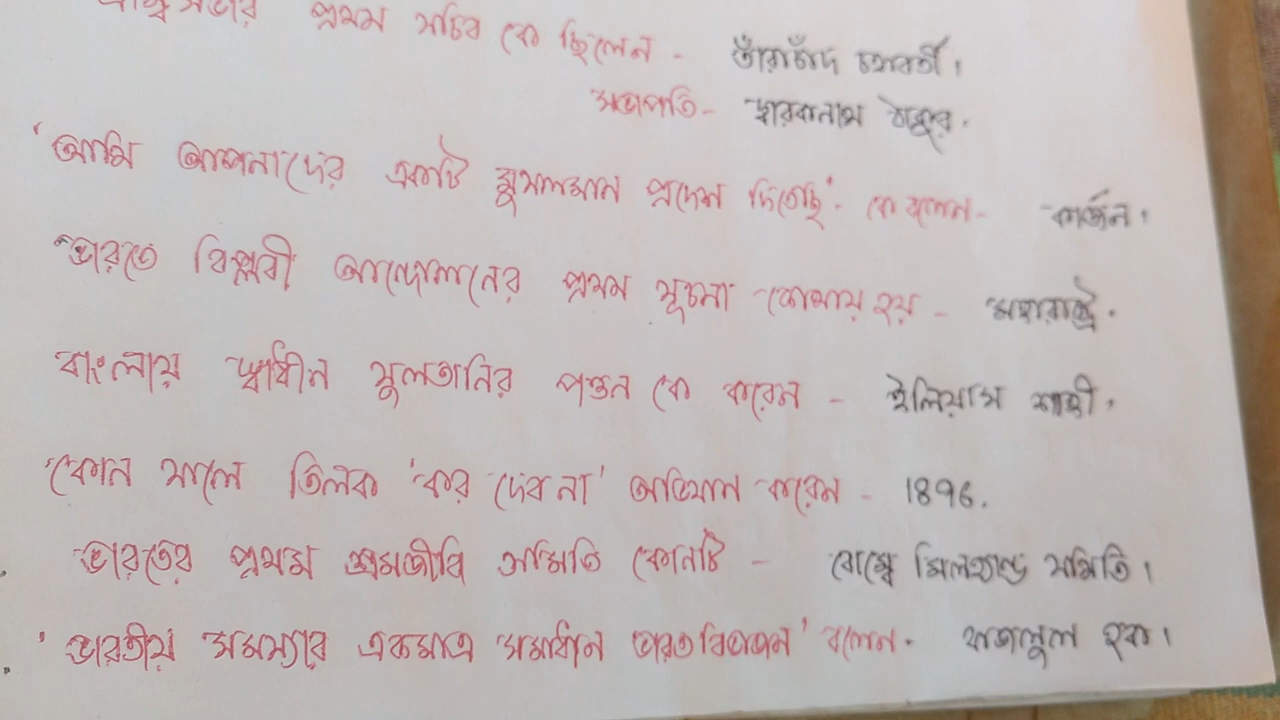 প্রথম সচিব কে ছিলেন - তাঁরাচাঁদ চক্রবর্তী।
সভাপতি - দ্বারকানাথ ঠাকুর.
'আমি আপনাদের একটি মুসলমান প্রদেশ দিতেছি'- কে বলেন- কার্জন।
ভারতে বিপ্লবী আন্দোলনের প্রথম সূচনা কোথায় হয় - মহারাষ্ট্রে.
বাংলায় স্বাধীন সুলতানির পত্তন কে করেন - ইলিয়াস শাহী.
কোন সালে তিলক 'কর দেব না' অভিযান করেন - 1896.
ভারতের প্রথম শ্রমজীবি সমিতি কোনটি - বোম্বে মিলহ্যান্ড সমিতি।
'ভারতীয় সমস্যার একমাত্র সমাধান ভারত বিভাজন' বলেন- ফজলুল হক।